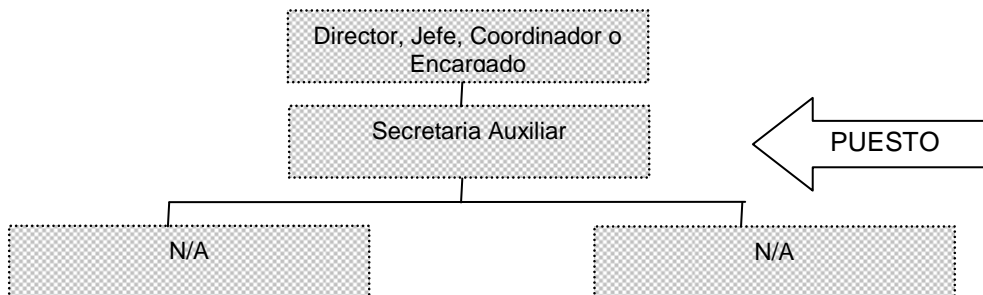 Director, Jefe, Coordinador o
Encargado
Secretaria Auxiliar
PUESTO
N/A
N/A